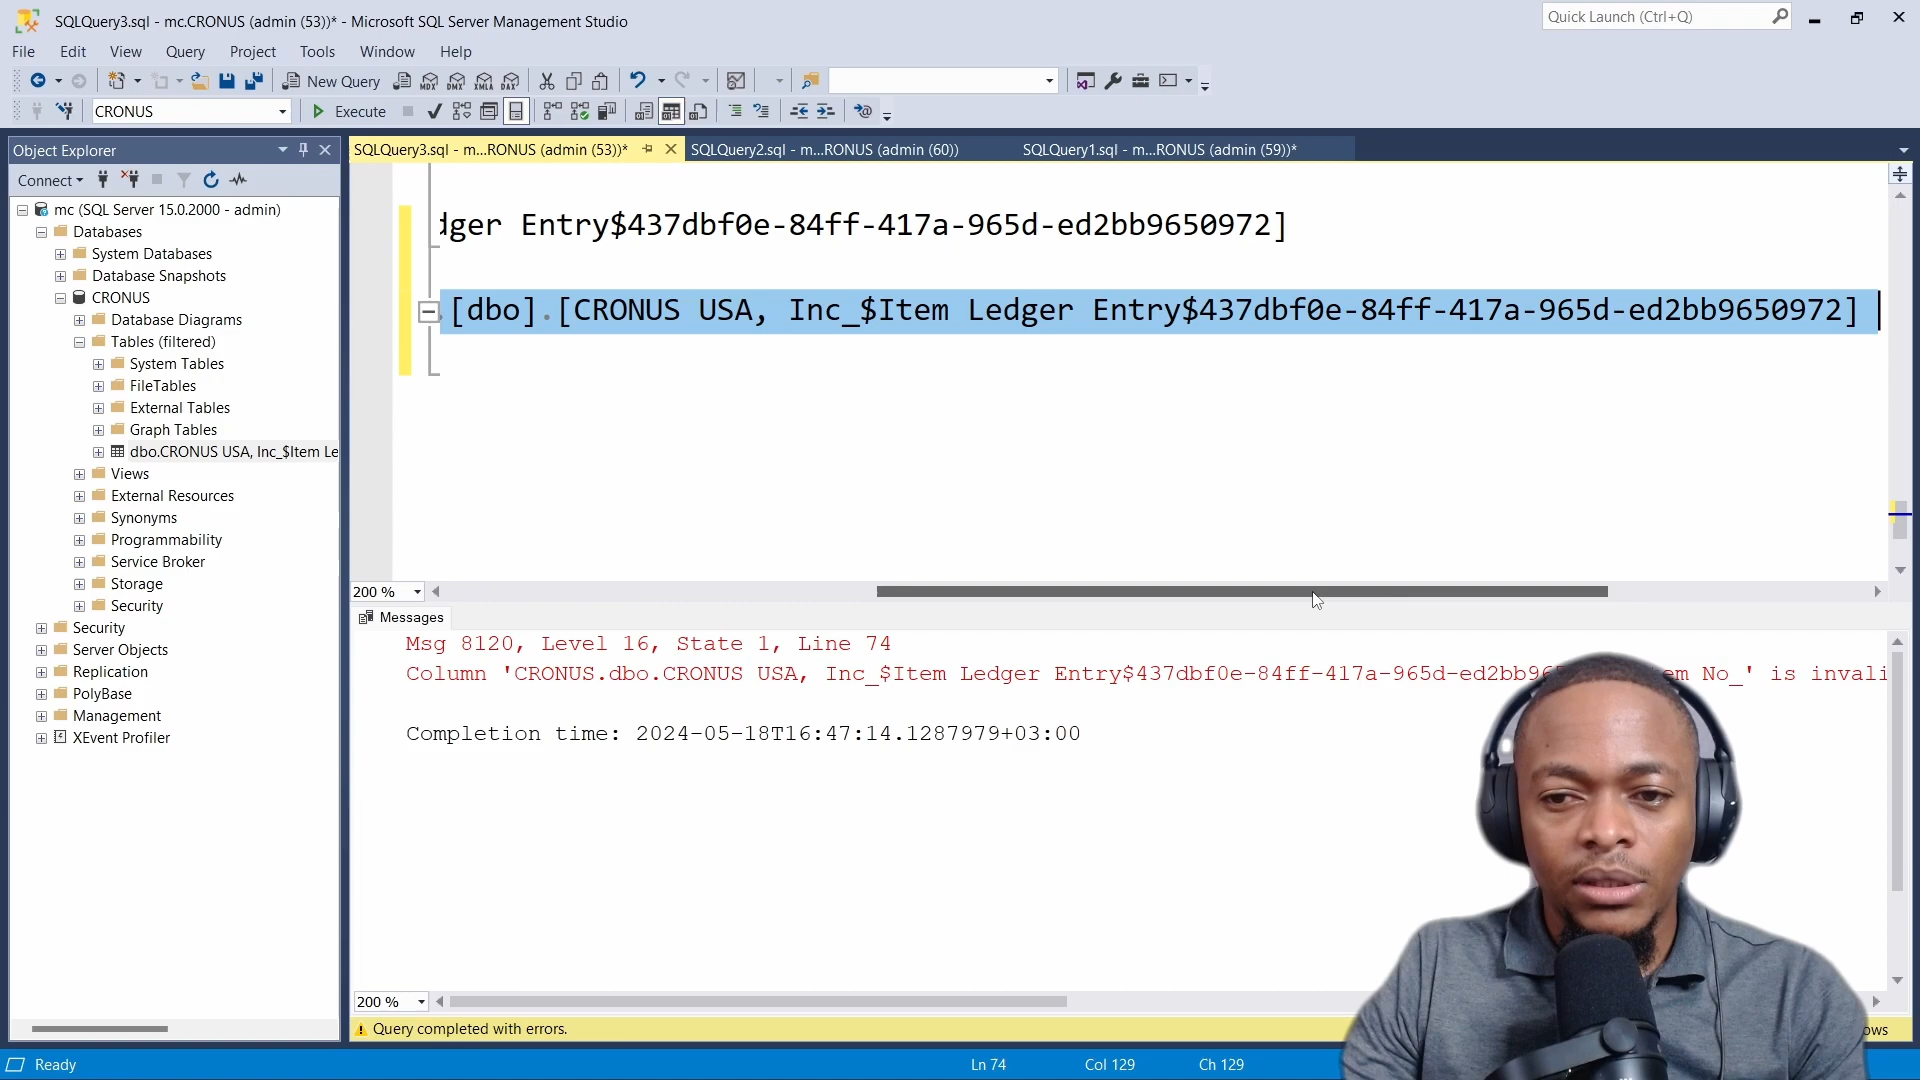 SQLQuery3.sql - mc.CRONUS (admin (53))* - Microsoft SQL Server Management Studio
Quick Launch (Ctrl+Q)
File Edit View Query Project Tools Window Help
New Query
MDX DMX XMLA DAX
CRONUS
Execute
Object Explorer
SQLQuery3.sql - m...RONUS (admin (53))*
SQLQuery2.sql - m...RONUS (admin (60))
SQLQuery1.sql - m...RONUS (admin (59))*
Connect
mc (SQL Server 15.0.2000 - admin)
Databases
System Databases
Database Snapshots
CRONUS
Database Diagrams
Tables (filtered)
System Tables
FileTables
External Tables
Graph Tables
dbo.CRONUS USA, Inc_$Item Le
Views
External Resources
Synonyms
Programmability
Service Broker
Storage
Security
Security
Server Objects
Replication
PolyBase
Management
XEvent Profiler
dger Entry$437dbf0e-84ff-417a-965d-ed2bb9650972]
.[dbo].[CRONUS USA, Inc_$Item Ledger Entry$437dbf0e-84ff-417a-965d-ed2bb9650972]
200 %
Messages
Msg 8120, Level 16, State 1, Line 74
Column 'CRONUS.dbo.CRONUS USA, Inc_$Item Ledger Entry$437dbf0e-84ff-417a-965d-ed2bb96 em No_' is invali
Completion time: 2024-05-18T16:47:14.1287979+03:00
200 %
Query completed with errors.
ows
Ready
Ln 74
Col 129
Ch 129